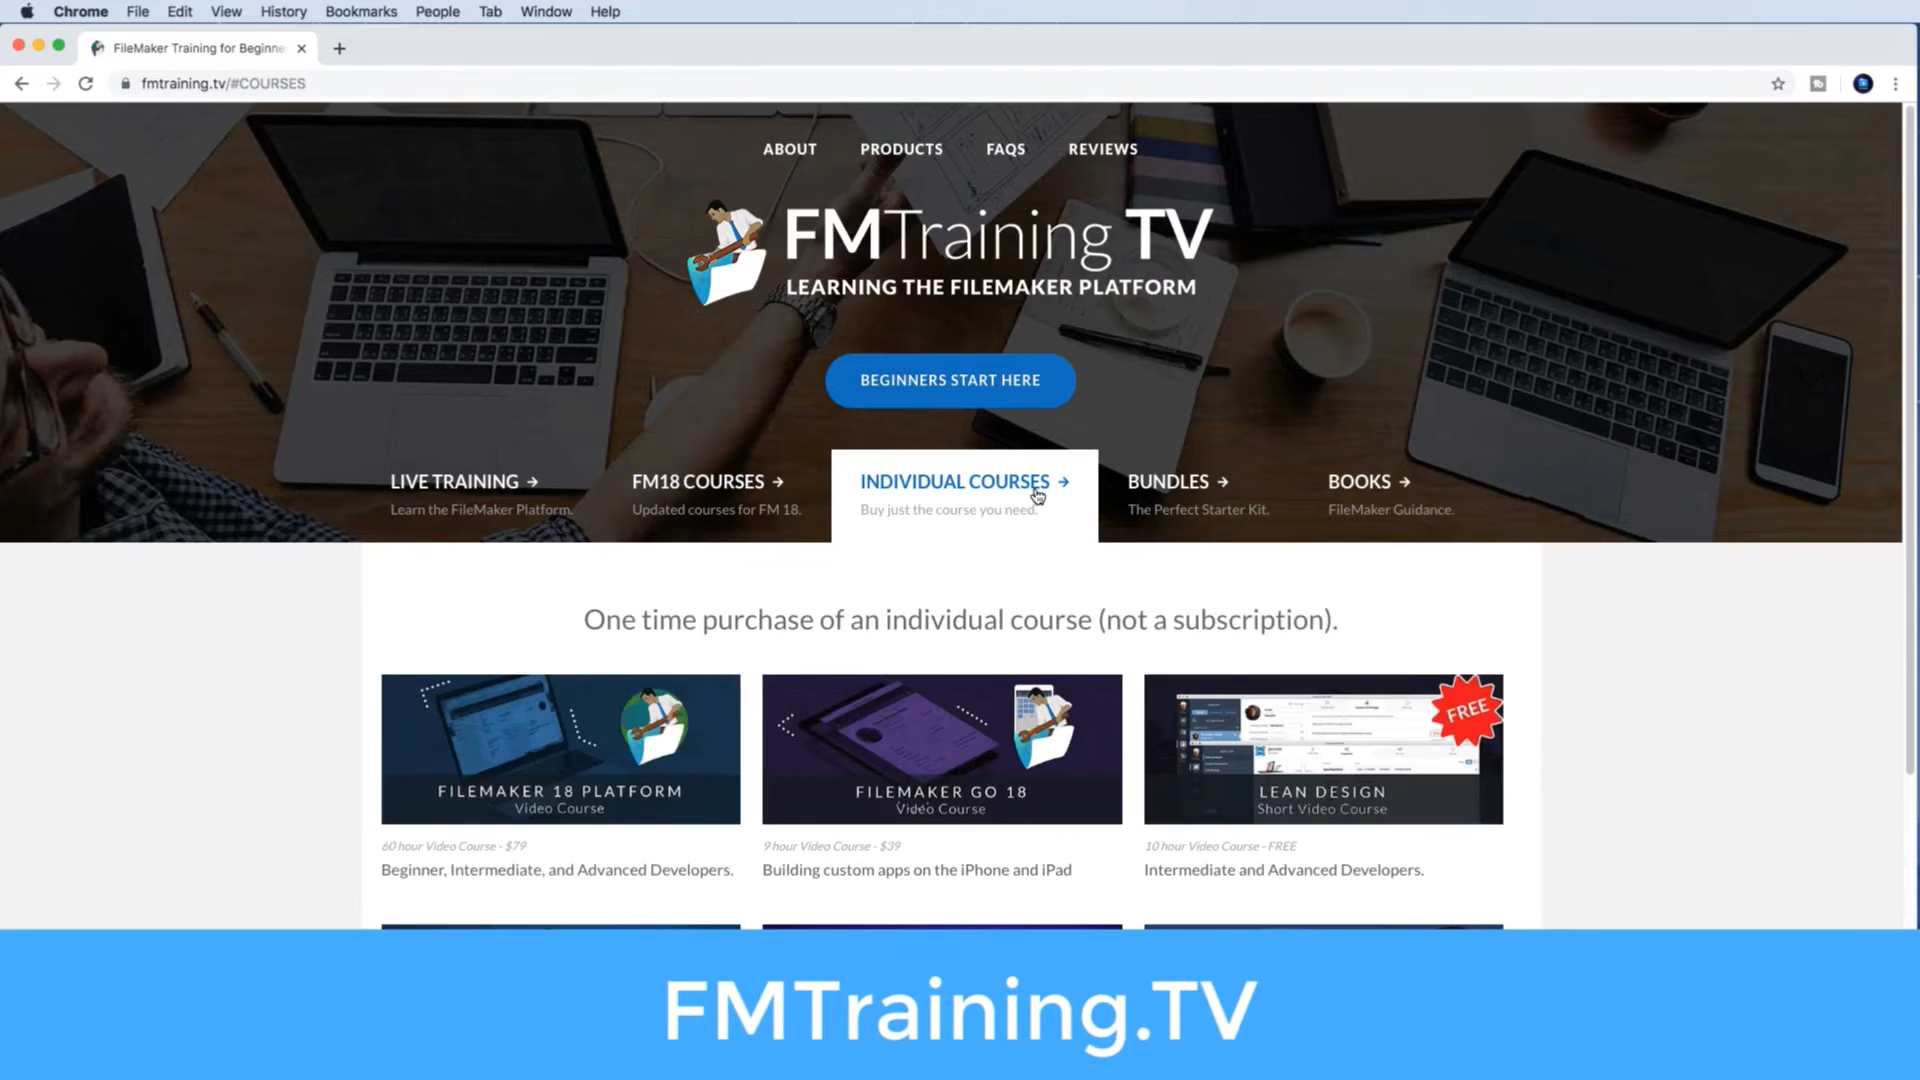 Chrome File Edit View History Bookmarks People Tab Window Help
FileMaker Training for Beginne
fmtraining.tv/#COURSES
ABOUT PRODUCTS FAQS REVIEWS
FMTraining TV
LEARNING THE FILEMAKER PLATFORM
BEGINNERS START HERE
LIVE TRAINING → FM18 COURSES → INDIVIDUAL COURSES → BUNDLES → BOOKS →
Learn the FileMaker Platform. Updated courses for FM 18. Buy just the course you need. The Perfect Starter Kit. FileMaker Guidance.
One time purchase of an individual course (not a subscription).
FREE
FILEMAKER 18 PLATFORM FILEMAKER GO 18 LEAN DESIGN
Video Course Video Course Short Video Course
60 hour Video Course - $79 9 hour Video Course - $39 10 hour Video Course - FREE
Beginner, Intermediate, and Advanced Developers. Building custom apps on the iPhone and iPad Intermediate and Advanced Developers.
FMTraining.TV